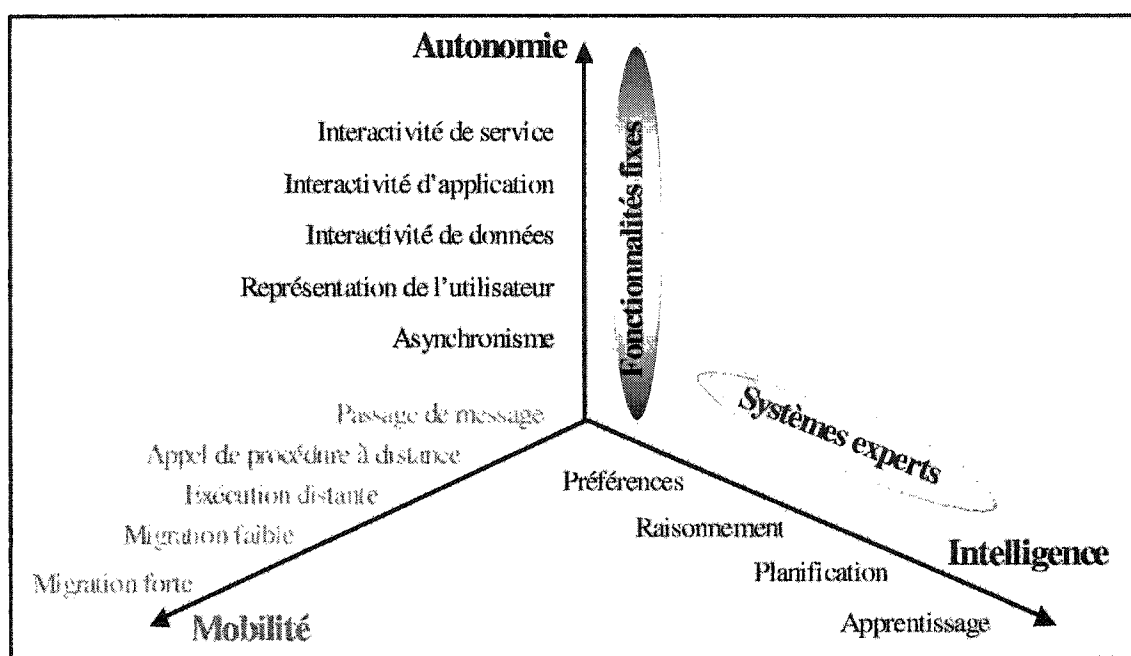 Autonomie
Interactivité de service
Interactivité d'application
Interactivité de données
Représentation de l'utilisateur
Asynchronisme
Fonctionnalités fixes
Systèmes experts
Passage de message
Appel de procédure à distance
Exécution distante
Migration faible
Migration forte
Mobilité
Préférences
Raisonnement
Planification
Apprentissage
Intelligence